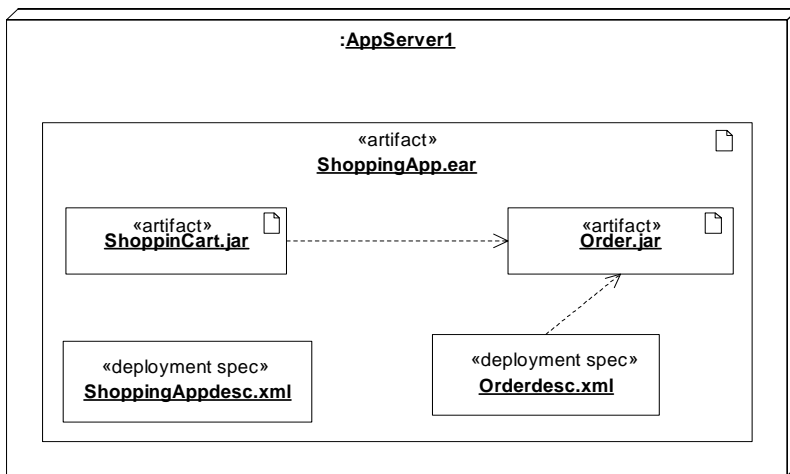 :AppServer1
«artifact»
ShoppingApp.ear
«artifact»
ShoppinCart.jar
«artifact»
Order.jar
«deployment spec»
ShoppingAppdesc.xml
«deployment spec»
Orderdesc.xml